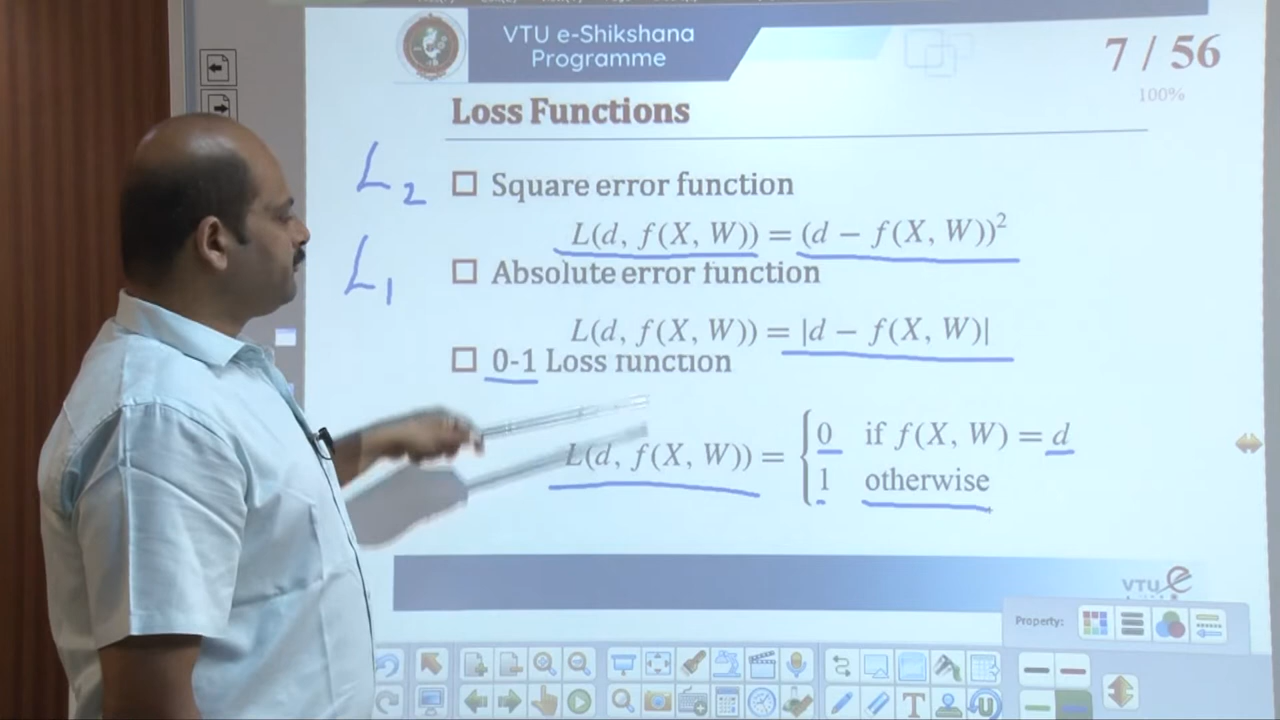 VTU e-Shikshana
Programme
7 / 56
100%
Loss Functions
L₂
☐ Square error function
L(d, f(X, W)) = (d − f(X, W))²
L₁
☐ Absolute error function
L(d, f(X, W)) = |d − f(X, W)|
☐ 0-1 Loss function
L(d, f(X, W)) = { 0 if f(X, W) = d
1 otherwise
VTU e
Property: